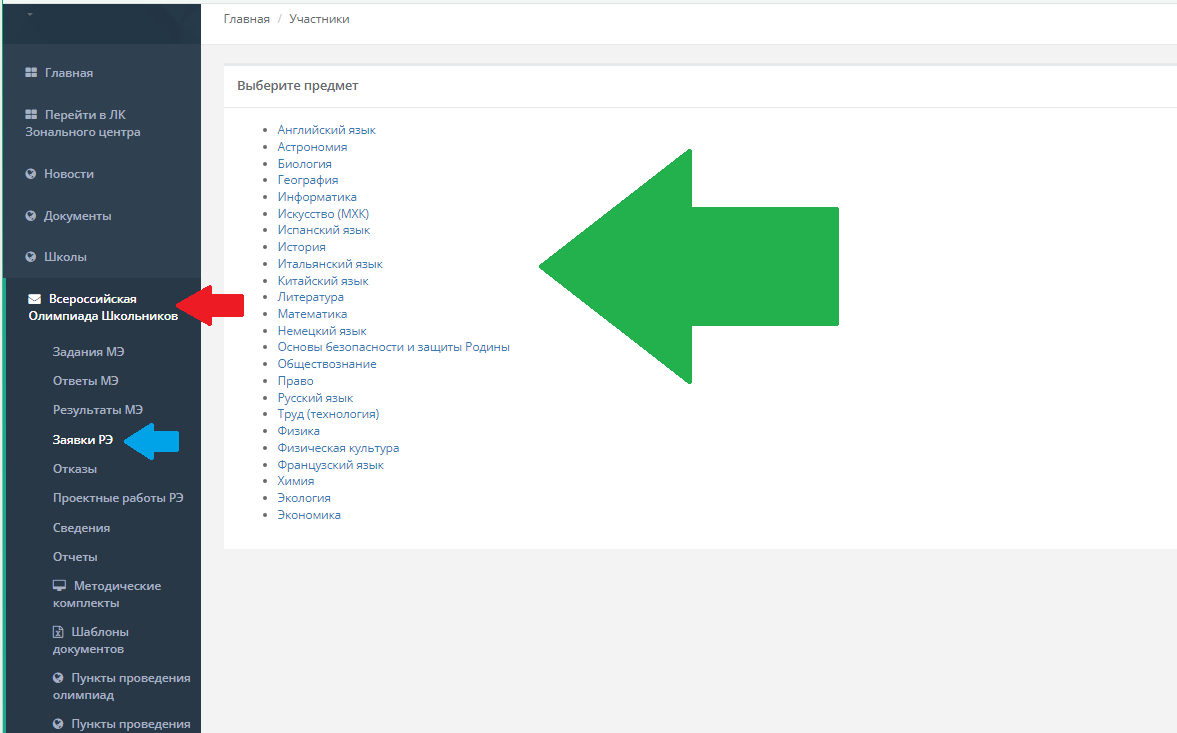 Главная / Участники
Главная
Перейти в ЛК
Зонального центра
Новости
Документы
Школы
Всероссийская
Олимпиада Школьников
Задания МЭ
Ответы МЭ
Результаты МЭ
Заявки РЭ
Отказы
Проектные работы РЭ
Сведения
Отчеты
Методические
комплекты
Шаблоны
документов
Пункты проведения
олимпиад
Пункты проведения
Выберите предмет
Английский язык
Астрономия
Биология
География
Информатика
Искусство (МХК)
Испанский язык
История
Итальянский язык
Китайский язык
Литература
Математика
Немецкий язык
Основы безопасности и защиты Родины
Обществознание
Право
Русский язык
Труд (технология)
Физика
Физическая культура
Французский язык
Химия
Экология
Экономика